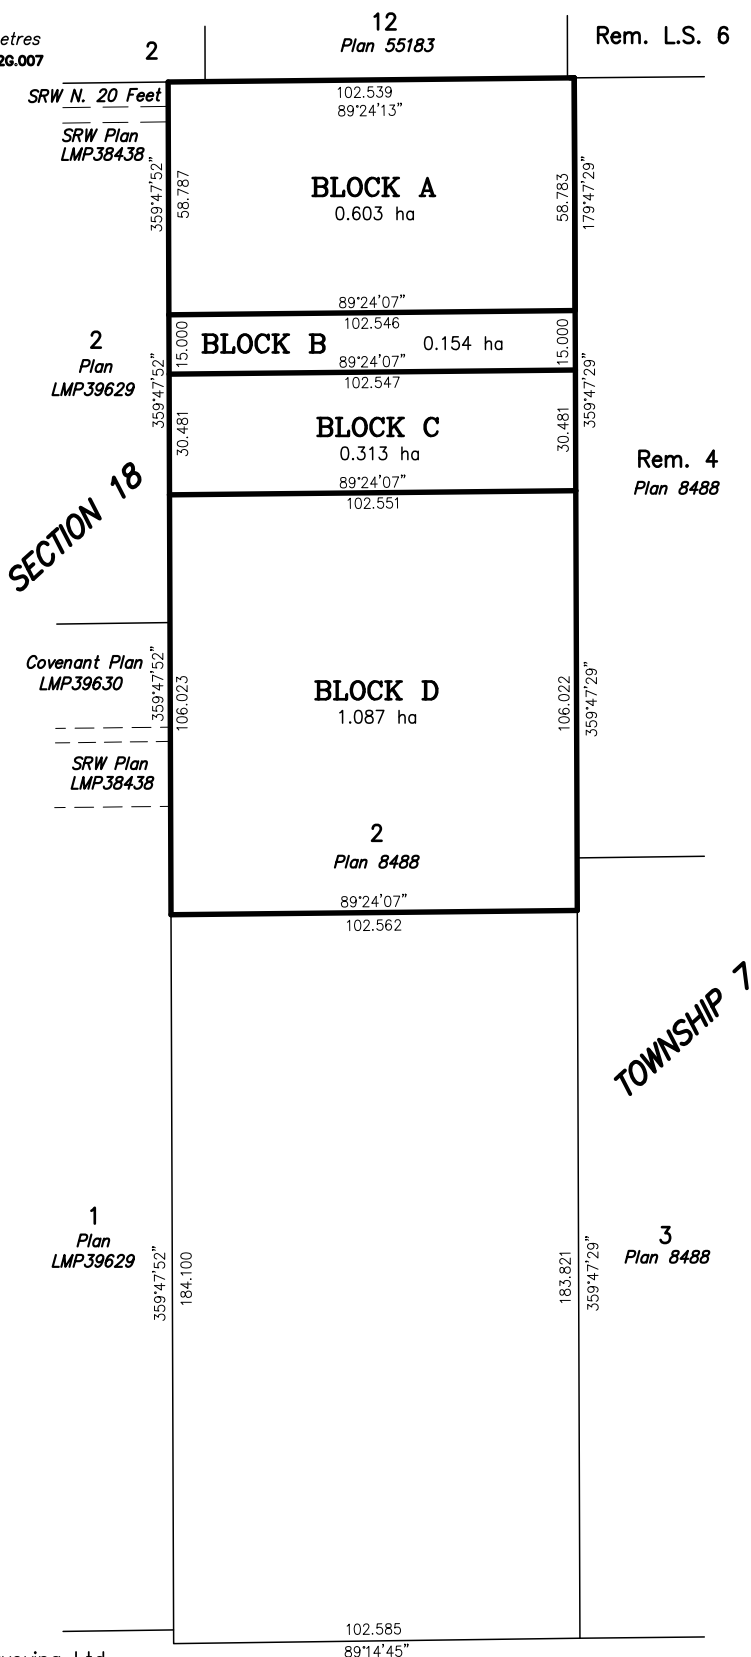 12
Plan 55183
Rem. L.S. 6
etres
2G.007
2
SRW N. 20 Feet
SRW Plan
LMP38438
102.539
89°24'13"
359°47'52"
58.787
BLOCK A
0.603 ha
58.783
179°47'29"
89°24'07"
102.546
15.000
BLOCK B
0.154 ha
15.000
89°24'07"
102.547
2
Plan
LMP39629
359°47'52"
30.481
BLOCK C
0.313 ha
30.481
359°47'29"
89°24'07"
102.551
Rem. 4
Plan 8488
SECTION 18
Covenant Plan
LMP39630
359°47'52"
106.023
BLOCK D
1.087 ha
106.022
359°47'29"
SRW Plan
LMP38438
2
Plan 8488
89°24'07"
102.562
TOWNSHIP 7
1
Plan
LMP39629
359°47'52"
184.100
183.821
359°47'29"
3
Plan 8488
102.585
89°14'45"